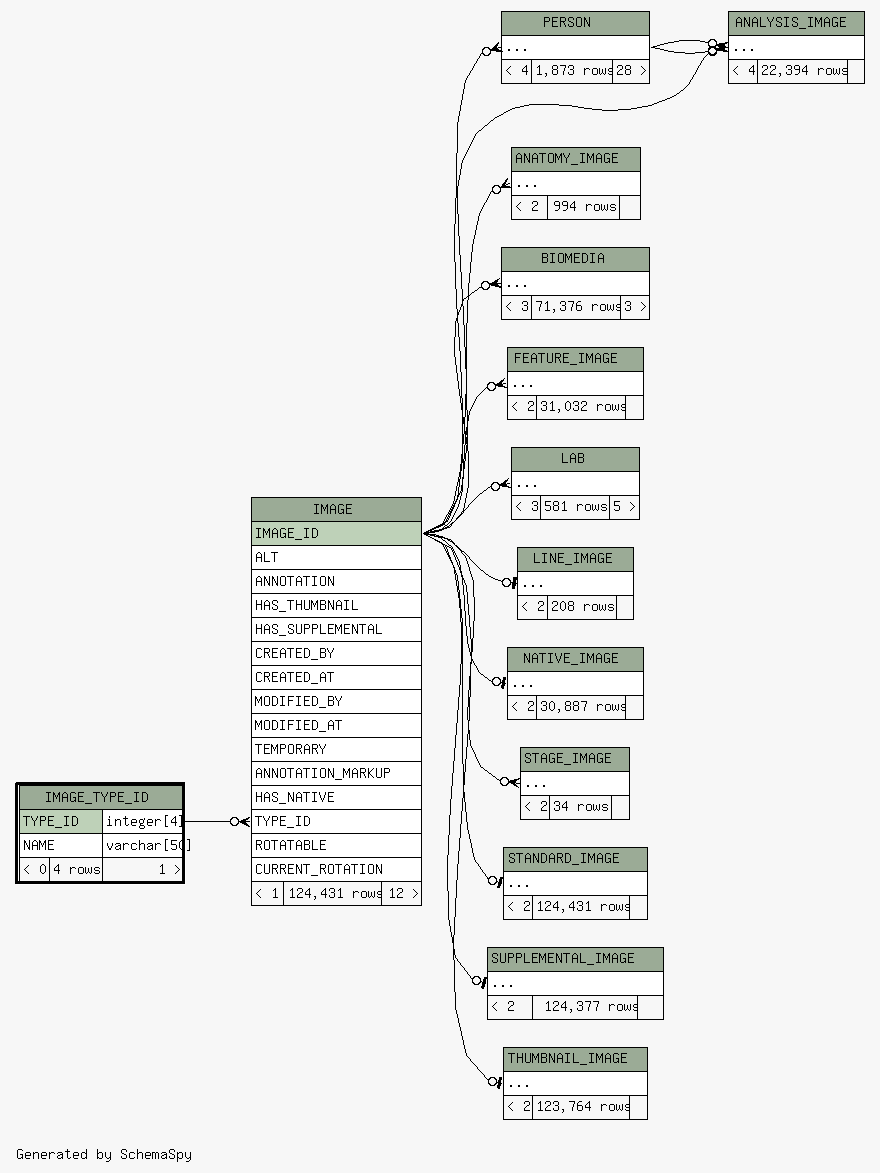 PERSON
...
< 4 1,873 rows 28 >
ANALYSIS_IMAGE
...
< 4 22,394 rows
ANATOMY_IMAGE
...
< 2 994 rows
BIOMEDIA
...
< 3 71,376 rows 3 >
FEATURE_IMAGE
...
< 2 31,032 rows
LAB
...
< 3 581 rows 5 >
IMAGE
IMAGE_ID
ALT
ANNOTATION
HAS_THUMBNAIL
HAS_SUPPLEMENTAL
CREATED_BY
CREATED_AT
MODIFIED_BY
MODIFIED_AT
TEMPORARY
ANNOTATION_MARKUP
HAS_NATIVE
TYPE_ID
ROTATABLE
CURRENT_ROTATION
< 1 124,431 rows 12 >
LINE_IMAGE
...
< 2 208 rows
NATIVE_IMAGE
...
< 2 30,887 rows
STAGE_IMAGE
...
< 2 34 rows
IMAGE_TYPE_ID
TYPE_ID integer[4]
NAME varchar[50]
< 0 4 rows 1 >
STANDARD_IMAGE
...
< 2 124,431 rows
SUPPLEMENTAL_IMAGE
...
< 2 124,377 rows
THUMBNAIL_IMAGE
...
< 2 123,764 rows
Generated by SchemaSpy